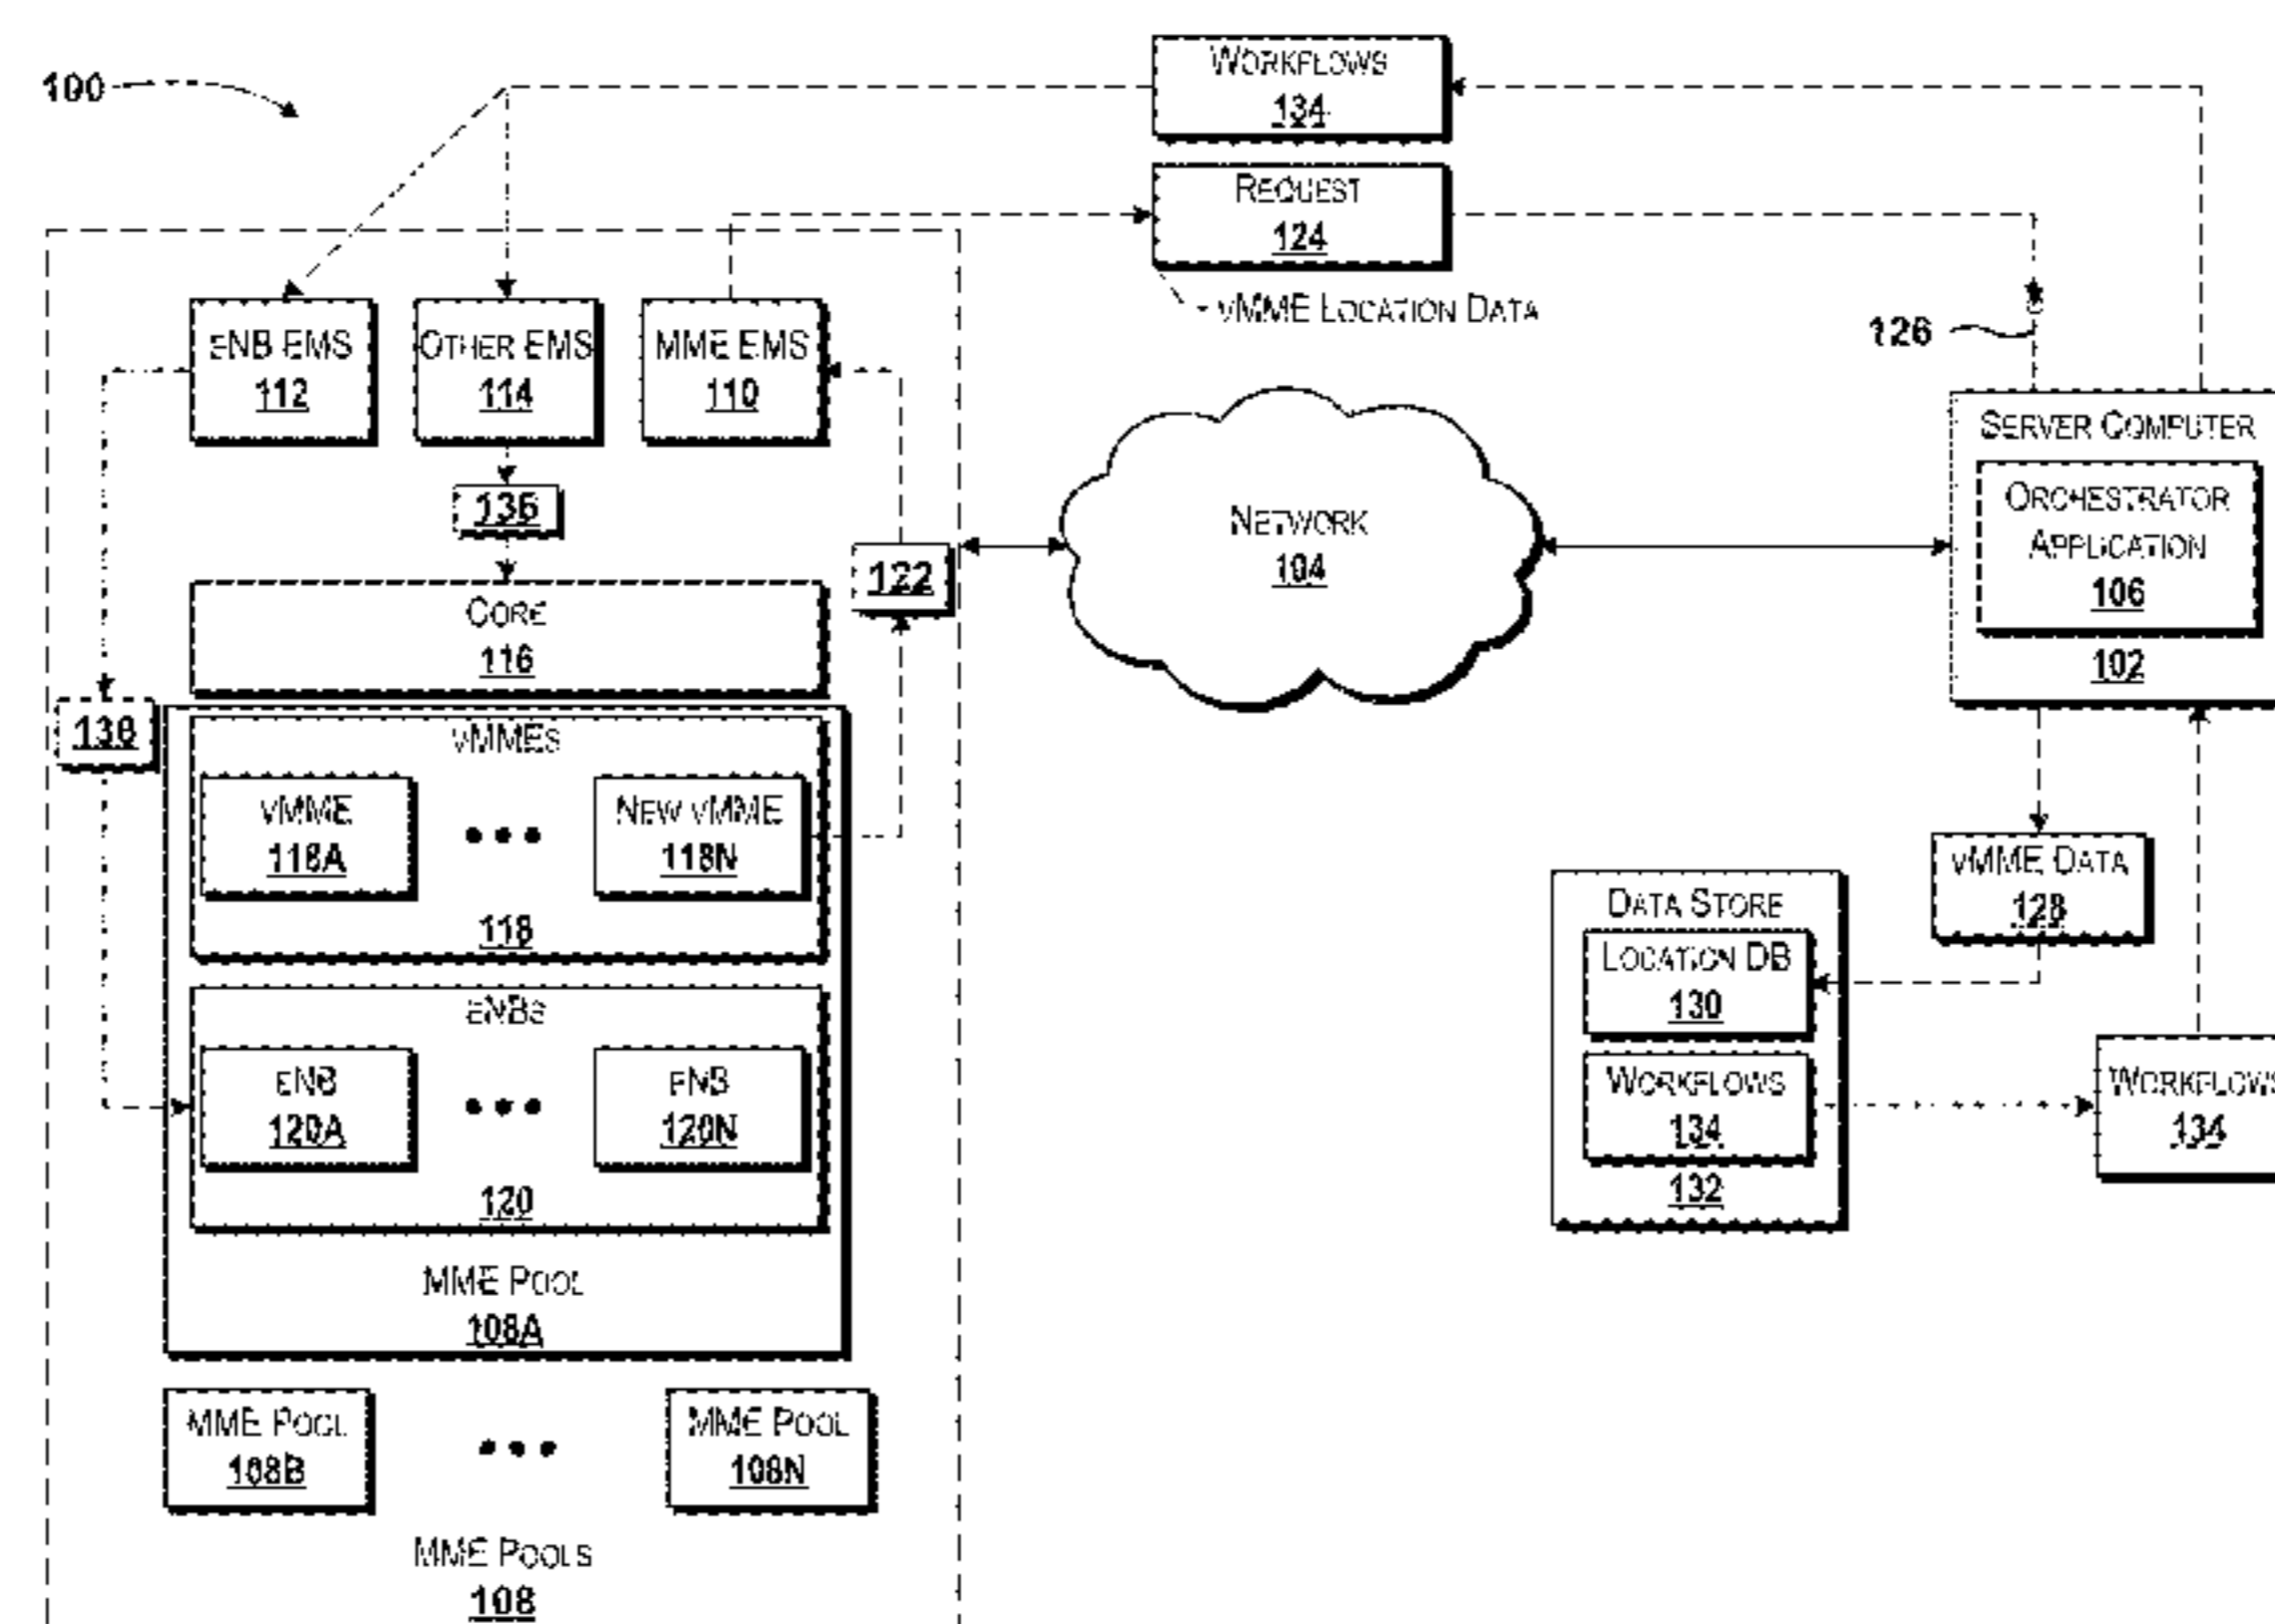 100
WORKFLOWS
134
REQUEST
124
VMME LOCATION DATA
126
ENB EMS
112
OTHER EMS
114
MME EMS
110
136
122
CORE
116
136
VMMES
VMME
118A
NEW VMME
118N
118
ENBS
ENB
120A
ENB
120N
120
MME POOL
108A
MME POOL
108B
MME POOL
108N
MME POOLS
108
NETWORK
104
SERVER COMPUTER
ORCHESTRATOR
APPLICATION
106
102
VMME DATA
128
DATA STORE
LOCATION DB
130
WORKFLOWS
134
132
WORKFLOWS
134